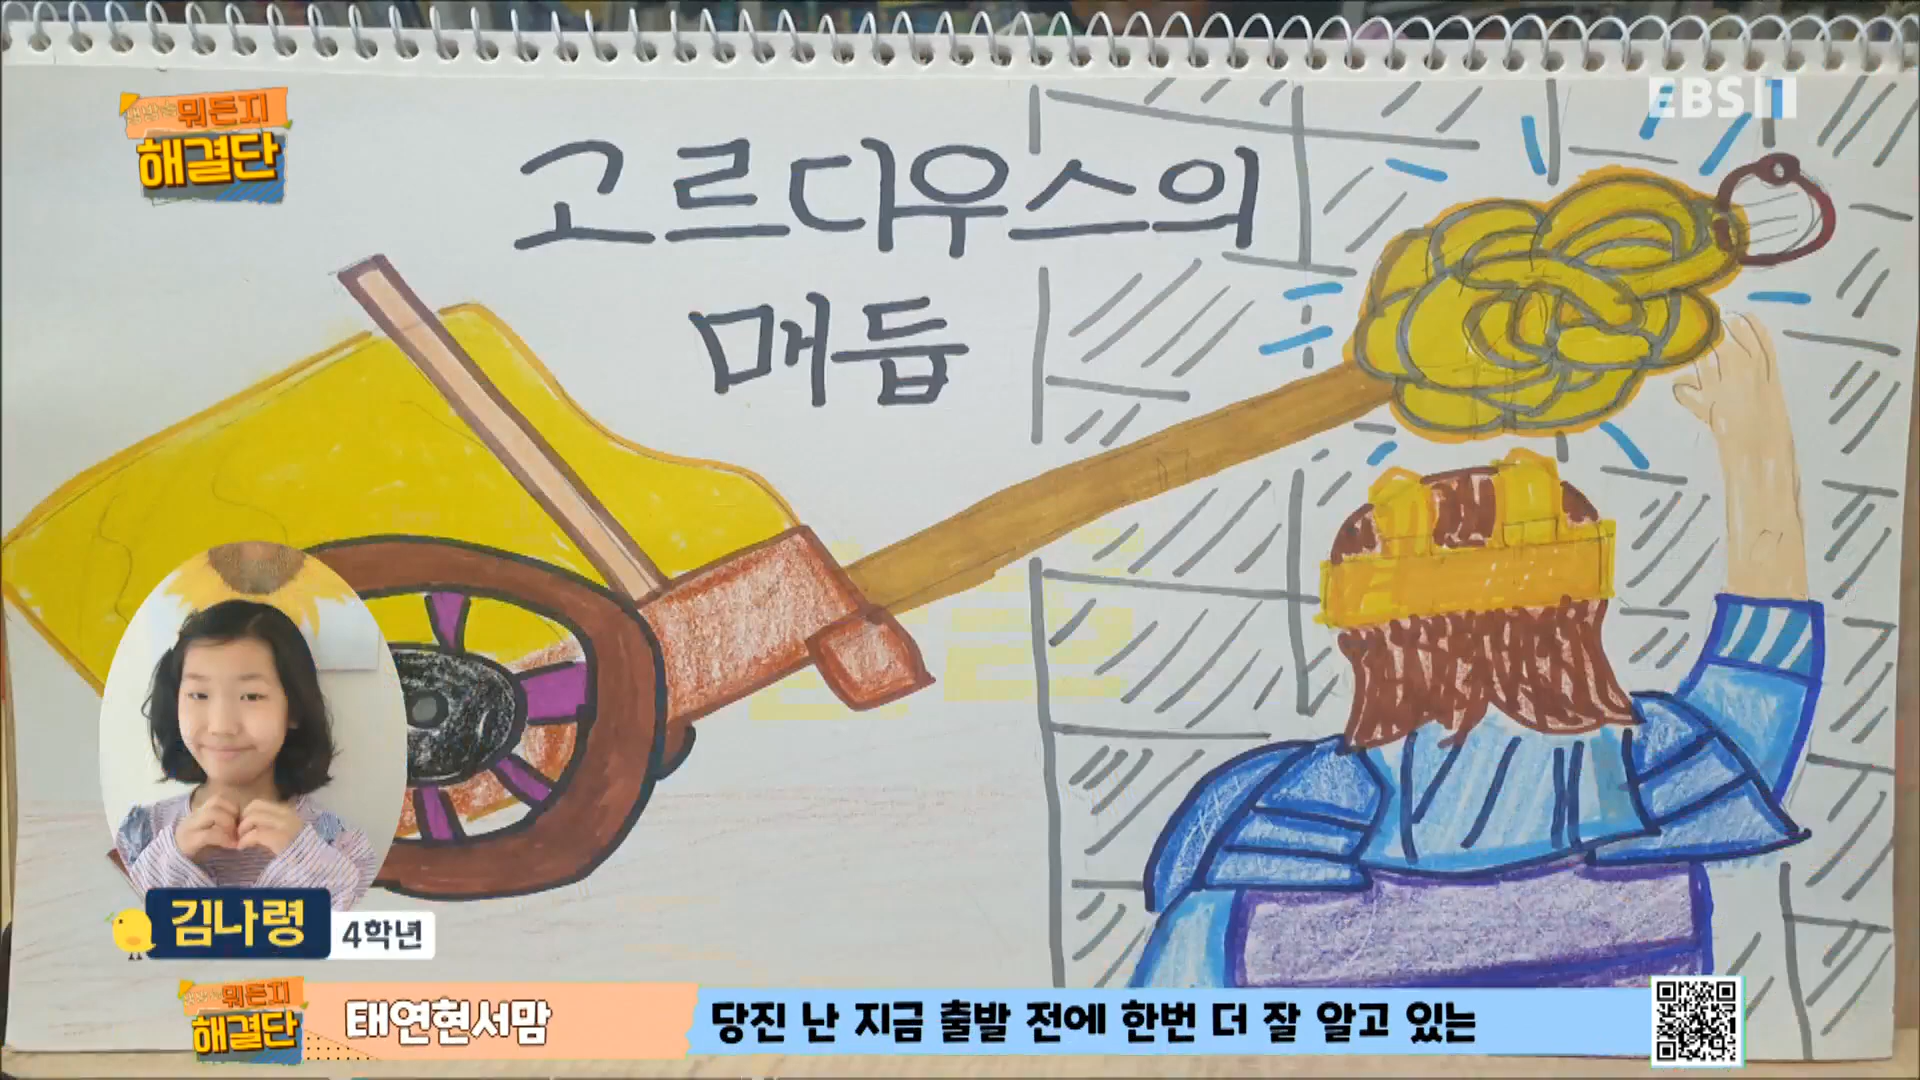 뭐든지
해결단
EBS 1
고르디우스의
매듭
김나령
4학년
뭐든지
해결단
태연현서맘
당진 난 지금 출발 전에 한번 더 잘 알고 있는